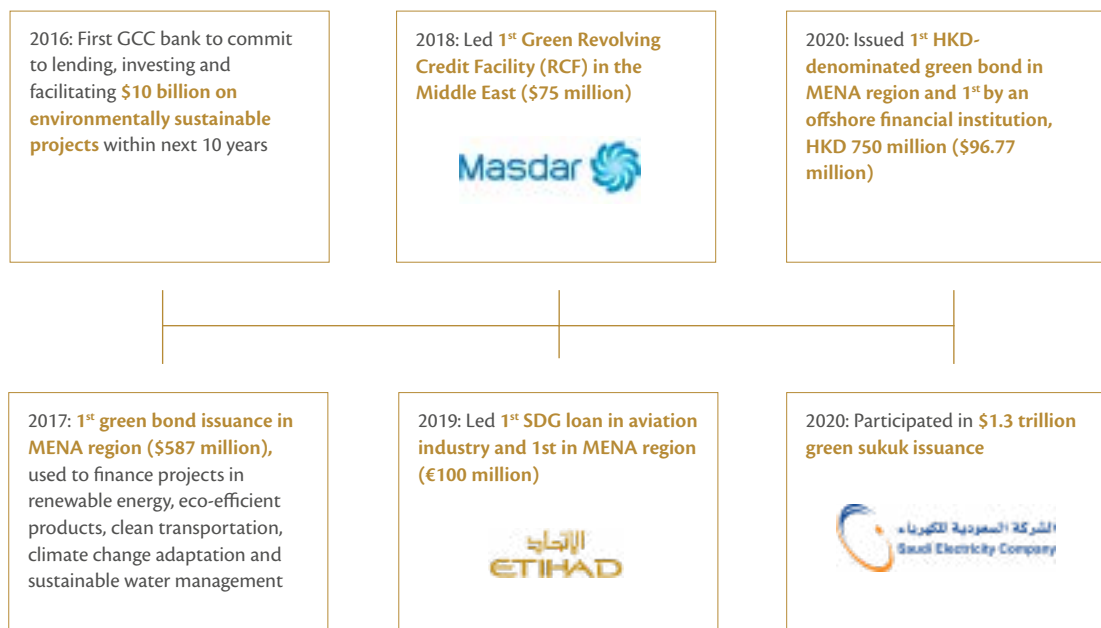 2016: First GCC bank to commit
to lending, investing and
facilitating $10 billion on
environmentally sustainable
projects within next 10 years
2018: Led 1st Green Revolving
Credit Facility (RCF) in the
Middle East ($75 million)
Masdar
2020: Issued 1st HKD-
denominated green bond in
MENA region and 1st by an
offshore financial institution,
HKD 750 million ($96.77
million)
2017: 1st green bond issuance in
MENA region ($587 million),
used to finance projects in
renewable energy, eco-efficient
products, clean transportation,
climate change adaptation and
sustainable water management
2019: Led 1st SDG loan in aviation
industry and 1st in MENA region
(€100 million)
الإتحاد
ETIHAD
2020: Participated in $1.3 trillion
green sukuk issuance
الشركة السعودية للكهرباء
Saudi Electricity Company